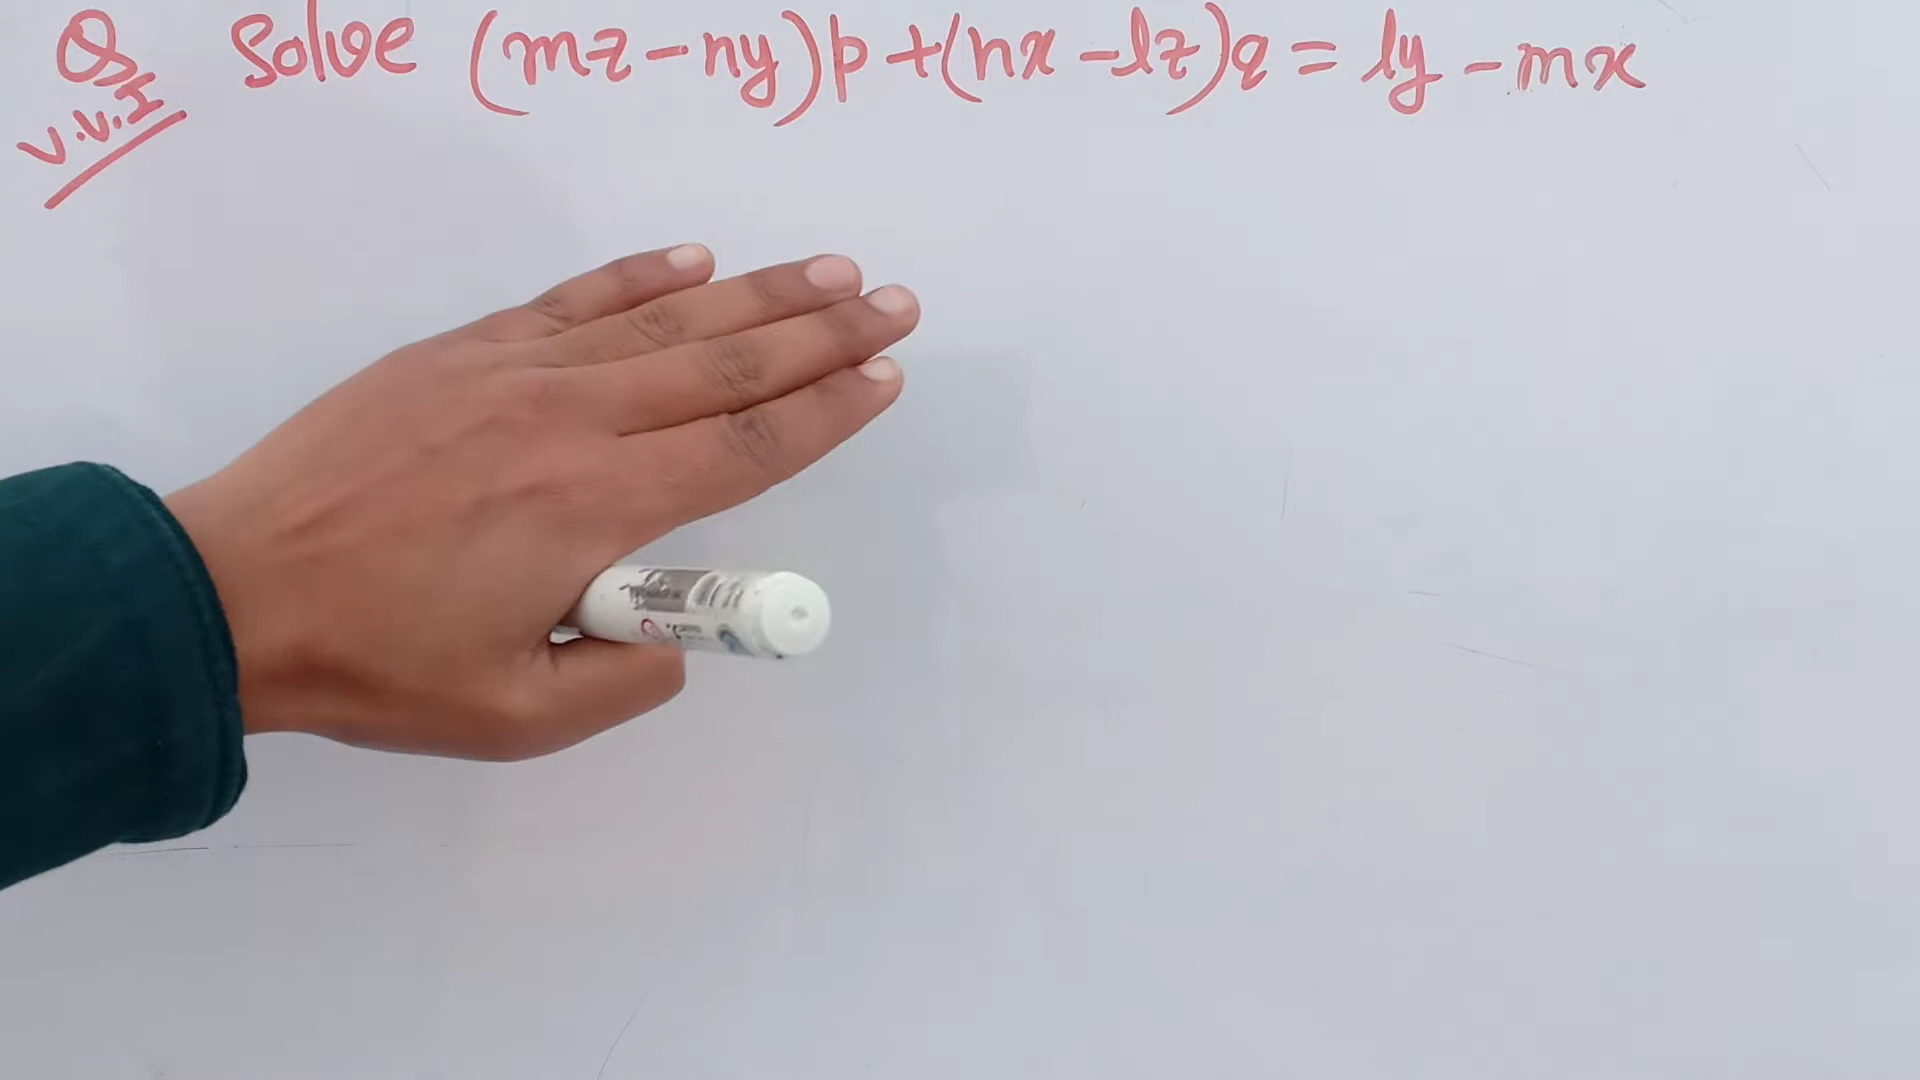 Q Solve (mz-ny)p+(nx-lz)q = ly-mx
V.V.I